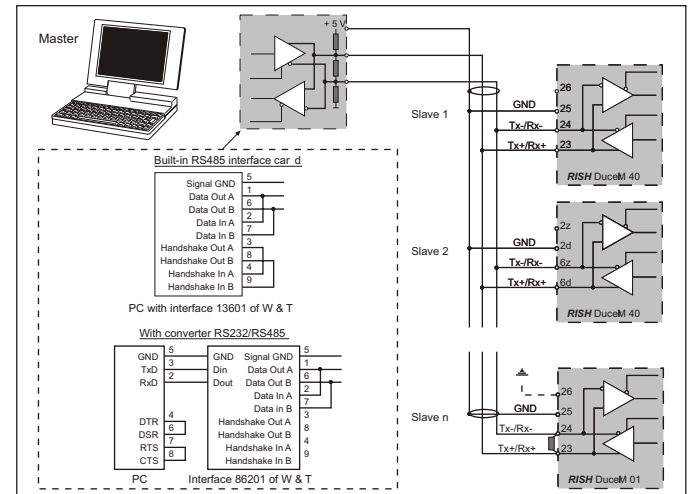 Master
+ 5 V
Slave 1
26
GND
25
Tx-/Rx-
24
Tx+/Rx+
23
RISH DuceM 40
Built-in RS485 interface car d
Signal GND 5
Data Out A 1
Data Out B 6
Data In A 2
Data In B 7
Handshake Out A 3
Handshake Out B 8
Handshake In A 4
Handshake In B 9
PC with interface 13601 of W & T
Slave 2
2z
GND
2d
Tx-/Rx-
6z
Tx+/Rx+
6d
RISH DuceM 40
With converter RS232/RS485
GND 5 GND Signal GND 5
TxD 3 Din Data Out A 1
RxD 2 Dout Data Out B 6
Data In A 2
Data in B 7
DTR 4 Handshake Out A 3
DSR 6 Handshake Out B 8
RTS 7 Handshake In A 4
CTS 8 Handshake In B 9
PC Interface 86201 of W & T
Slave n
26
GND
25
Tx-/Rx-
24
Tx+/Rx+
23
RISH DuceM 01